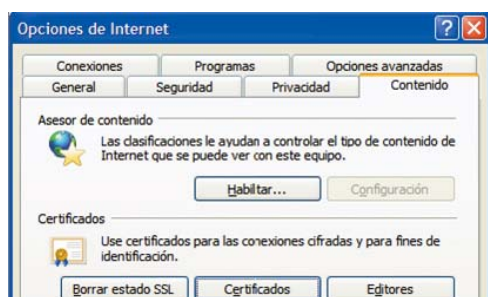 Opciones de Internet
Conexiones Programas Opciones avanzadas
General Seguridad Privacidad Contenido
Asesor de contenido
Las clasificaciones le ayudan a controlar el tipo de contenido de
Internet que se puede ver con este equipo.
Habilitar... Configuración
Certificados
Use certificados para las conexiones cifradas y para fines de
identificación.
Borrar estado SSL Certificados Editores